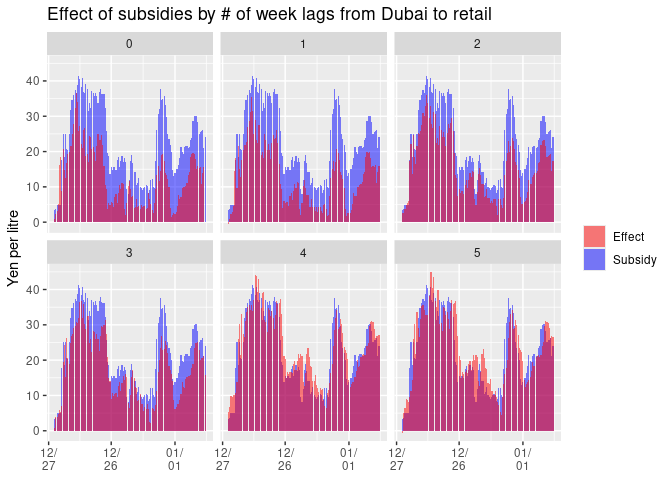 Effect of subsidies by # of week lags from Dubai to retail
0 1 2
40
30
20
10
0
Yen per litre
3 4 5
40
30
20
10
0
12/ 12/ 01/ 12/ 12/ 01/ 12/ 12/ 01/
27 26 01 27 26 01 27 26 01
Effect
Subsidy